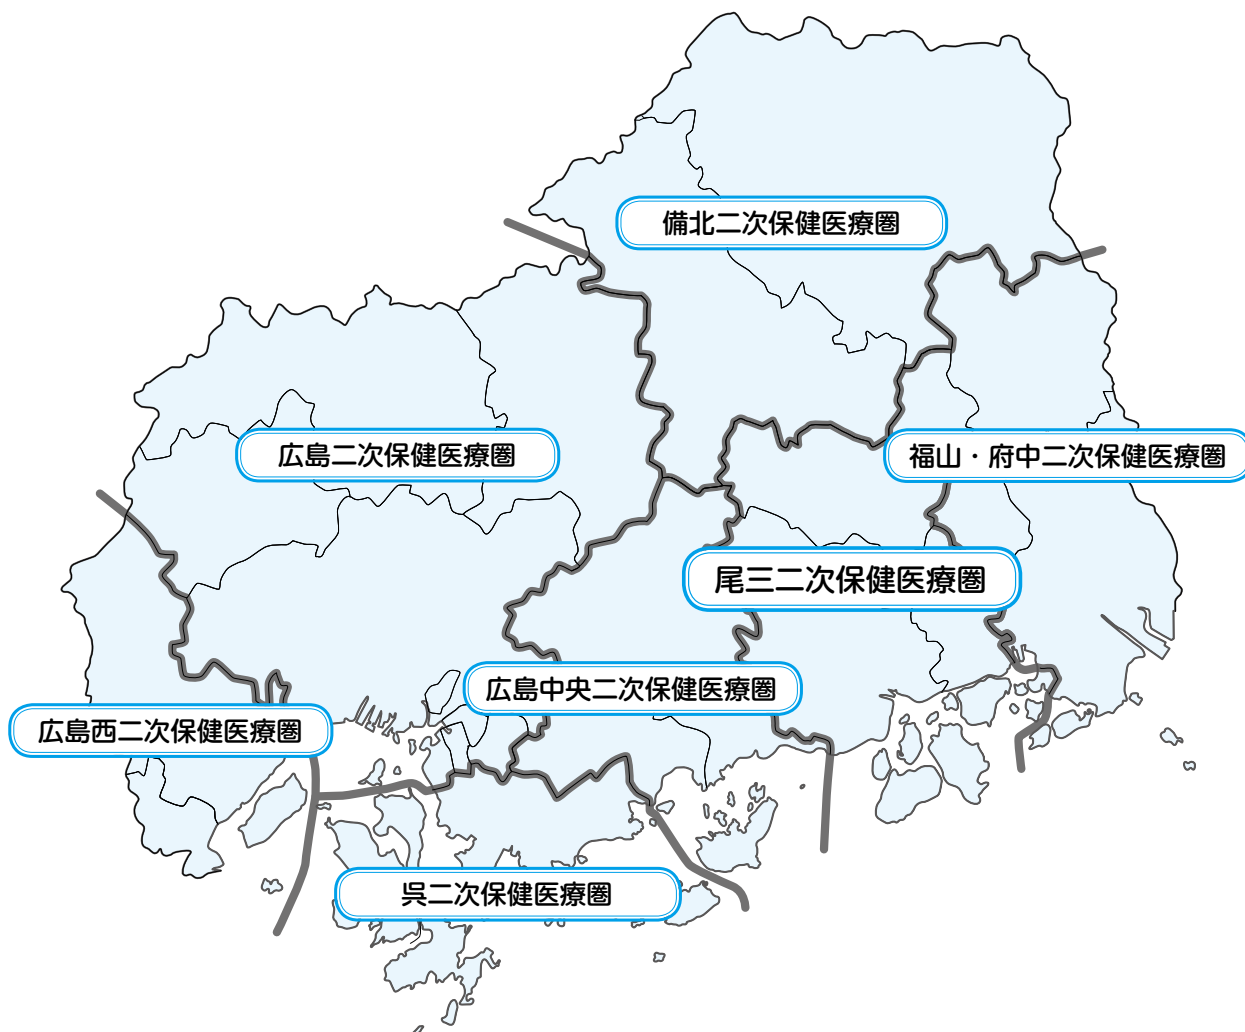 備北二次保健医療圏
広島二次保健医療圏
福山・府中二次保健医療圏
尾三二次保健医療圏
広島中央二次保健医療圏
広島西二次保健医療圏
呉二次保健医療圏